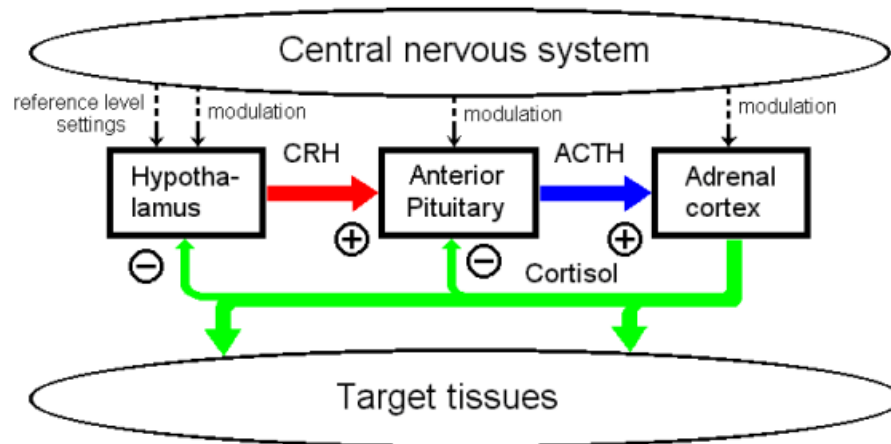 Central nervous system
reference level
settings
modulation
modulation
modulation
CRH
ACTH
Hypotha-
lamus
Anterior
Pituitary
Adrenal
cortex
+
+
−
−
Cortisol
Target tissues